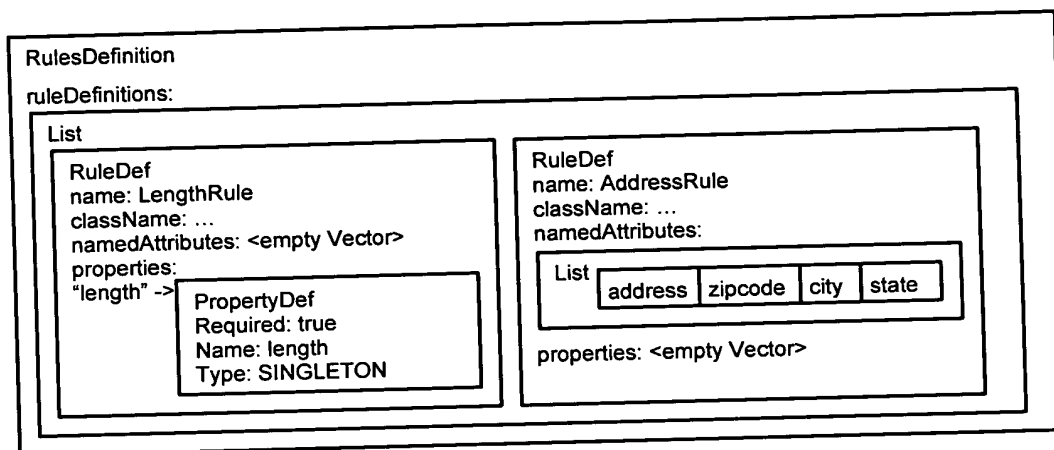 RulesDefinition
ruleDefinitions:
List
RuleDef
name: LengthRule
className: ...
namedAttributes: <empty Vector>
properties:
“length” ->
PropertyDef
Required: true
Name: length
Type: SINGLETON
RuleDef
name: AddressRule
className: ...
namedAttributes:
List address zipcode city state
properties: <empty Vector>